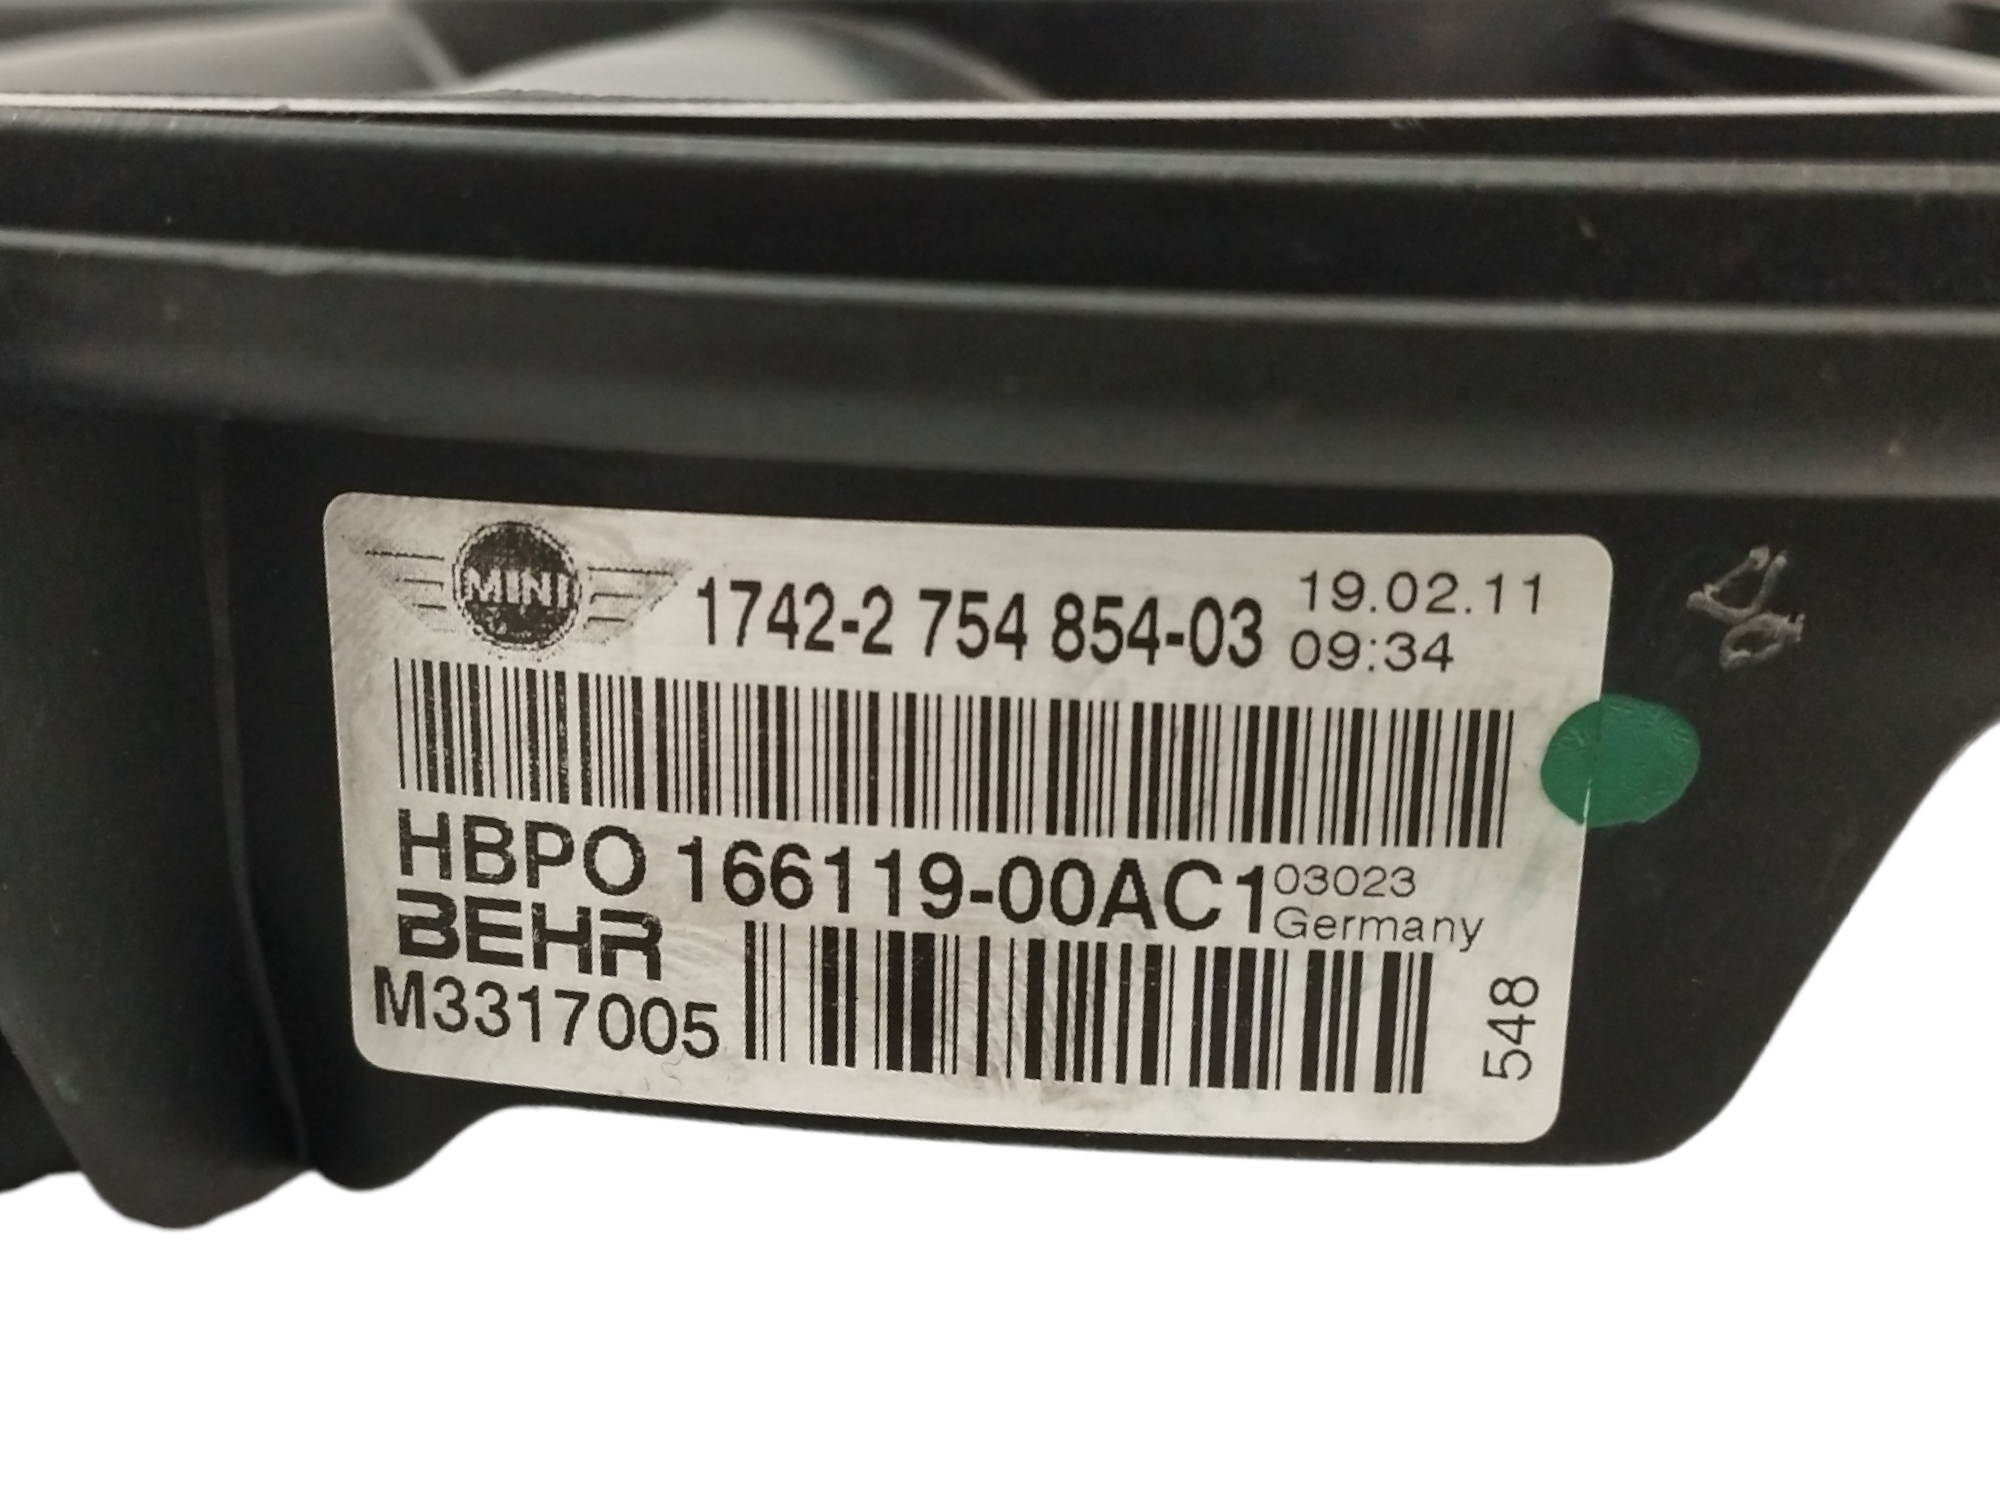 MINI
1742-2 754 854-03
19.02.11
09:34
HBPO 166119-00AC1
03023
Germany
BEHR
M3317005
548